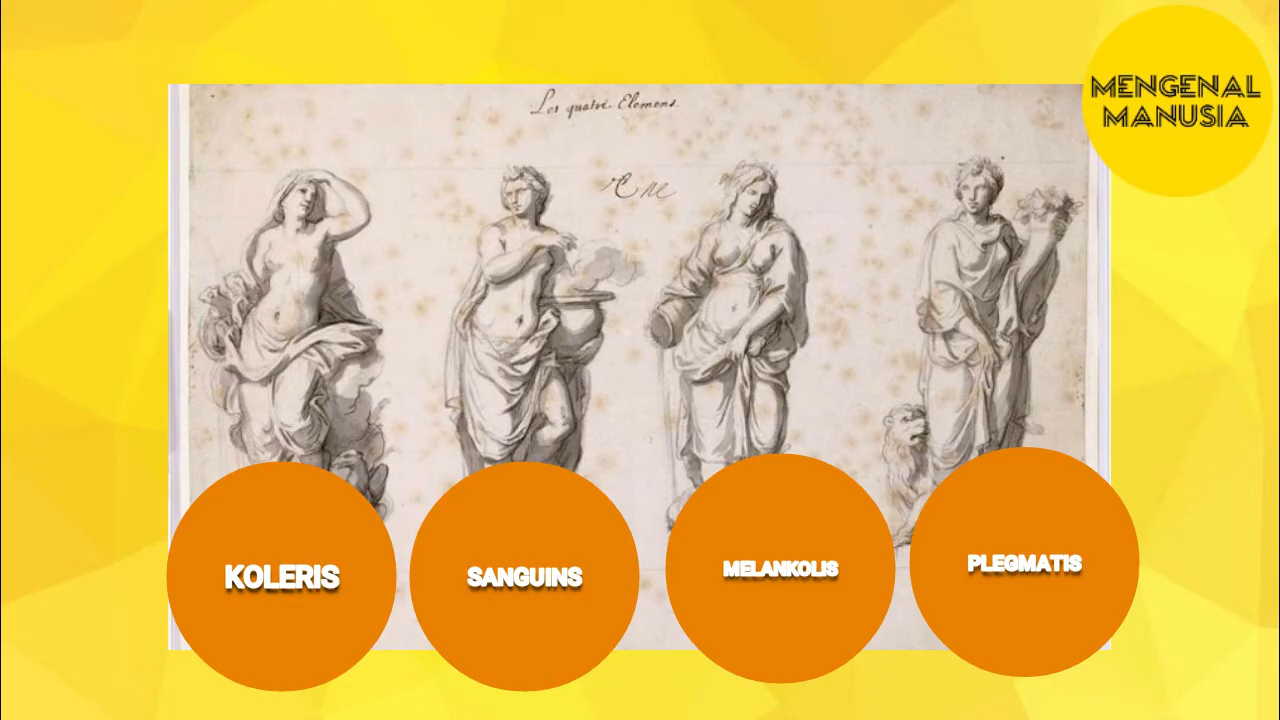 Les quatre Elemens.
MENGENAL
MANUSIA
KOLERIS
SANGUINS
MELANKOLIS
PLEGMATIS